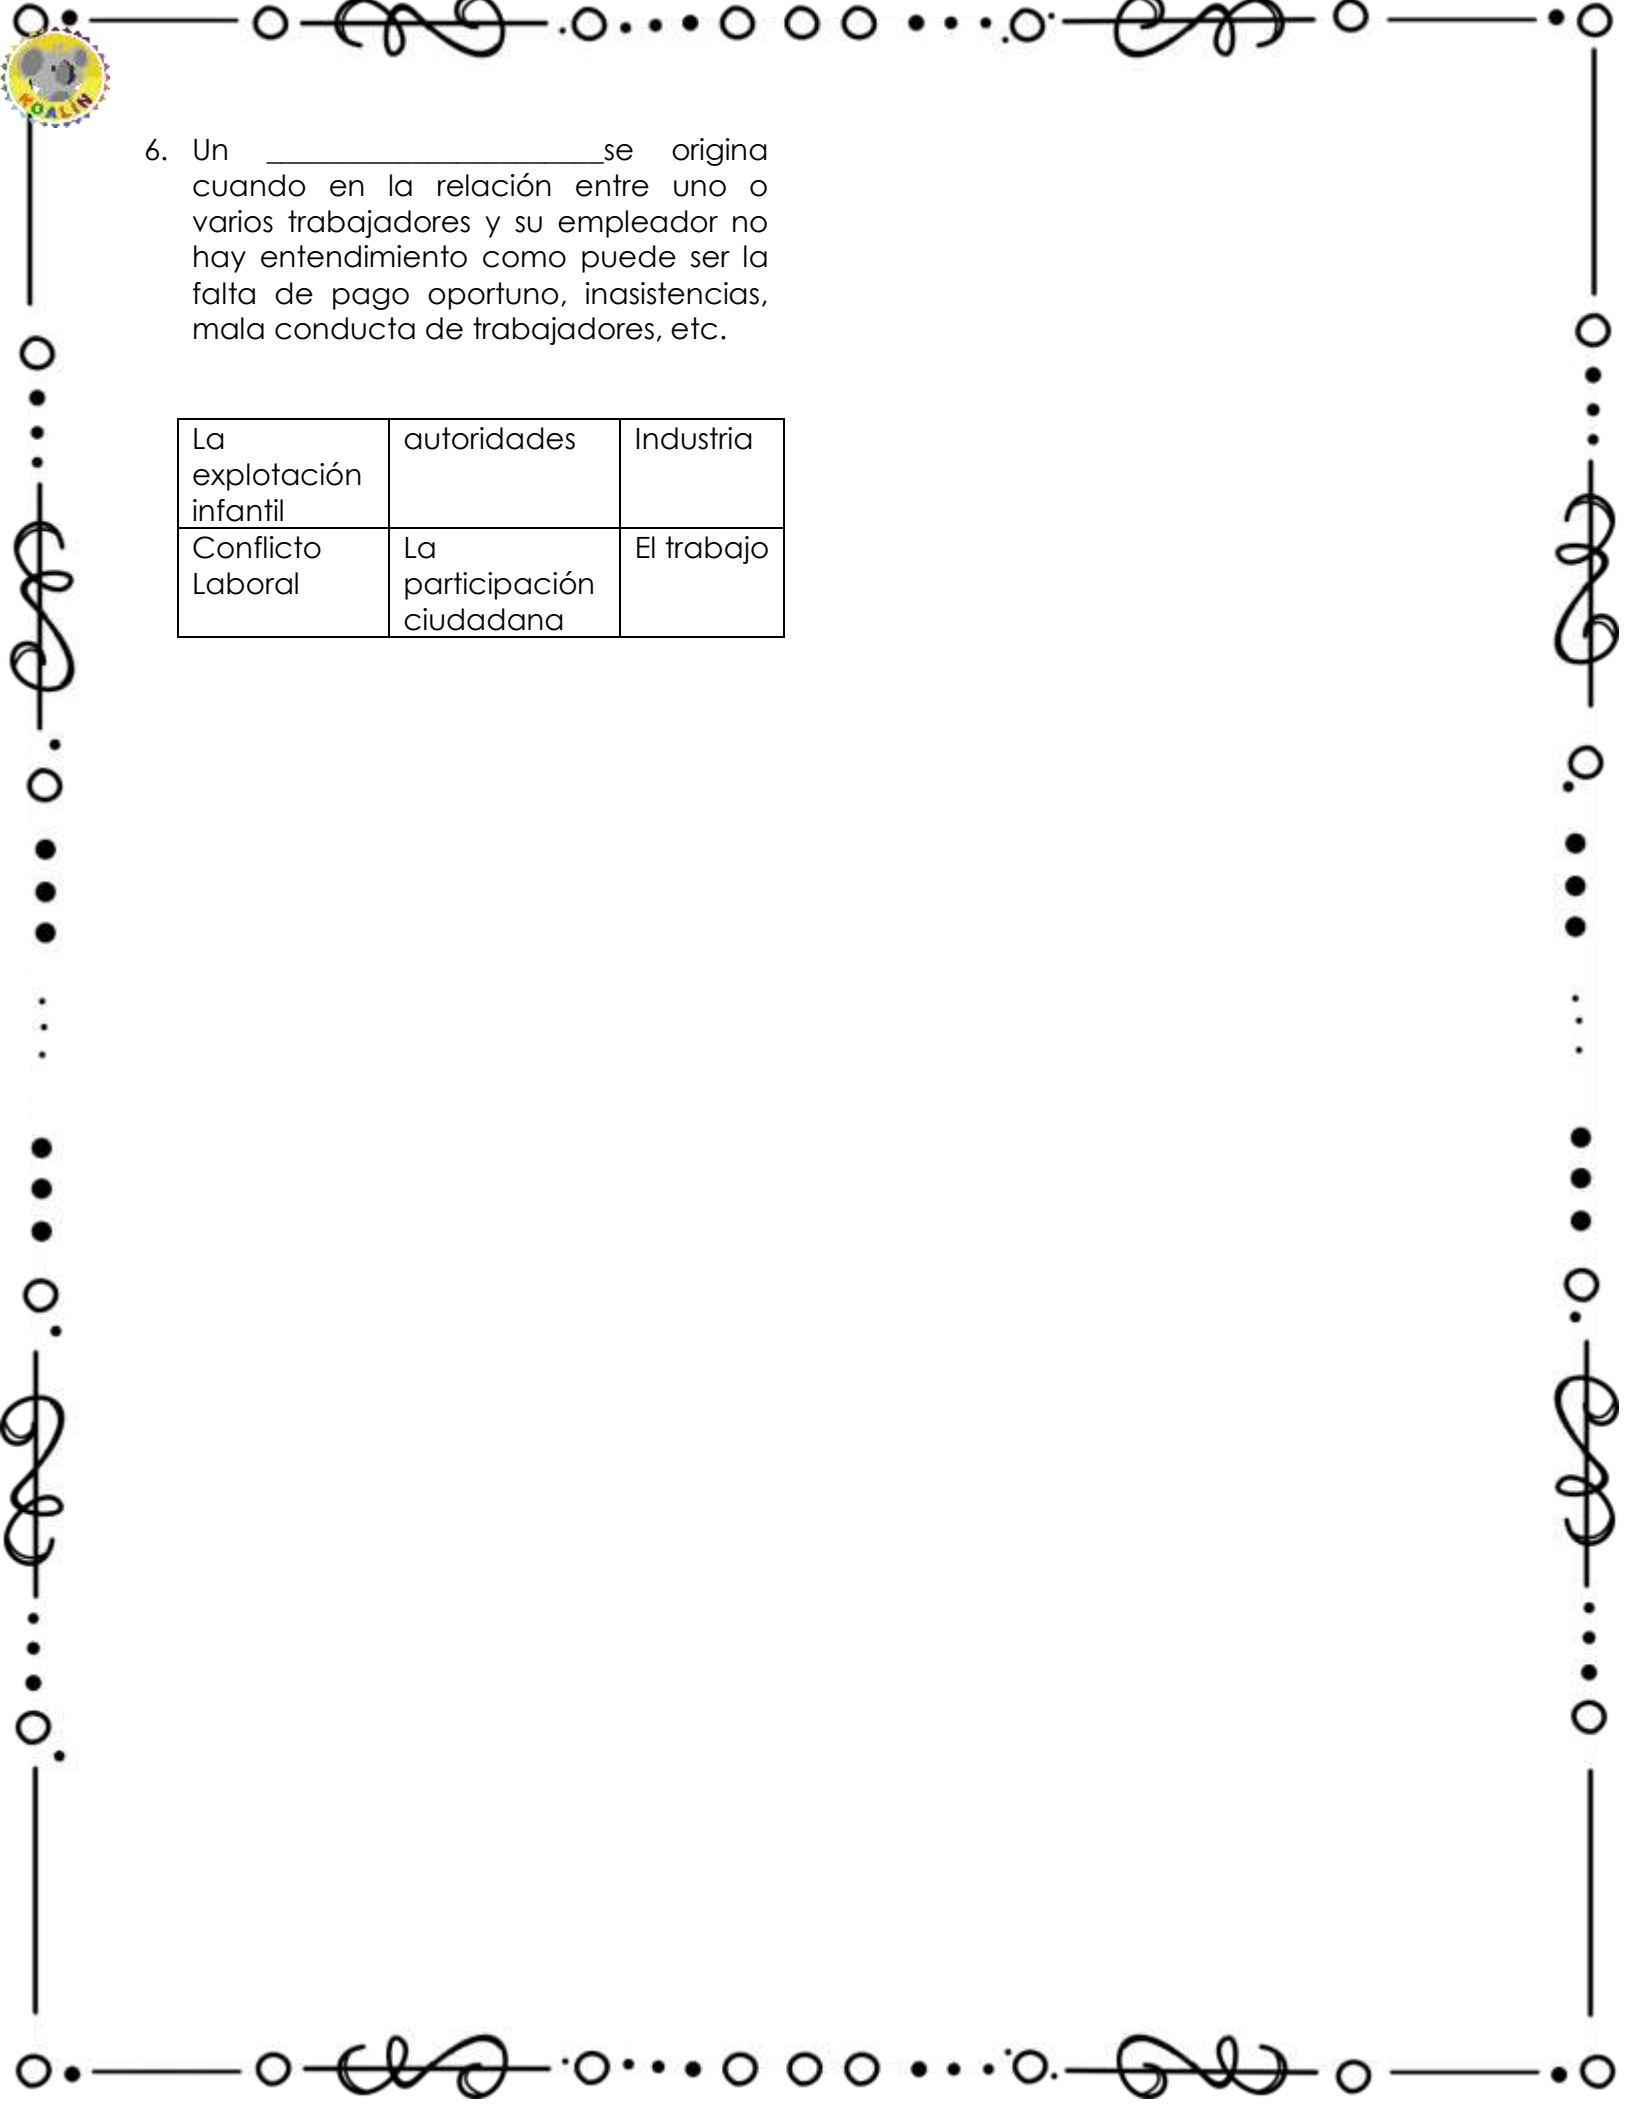 KOALIN
6. Un _______________________se origina
cuando en la relación entre uno o
varios trabajadores y su empleador no
hay entendimiento como puede ser la
falta de pago oportuno, inasistencias,
mala conducta de trabajadores, etc.
La explotación infantil
autoridades
Industria
Conflicto Laboral
La participación ciudadana
El trabajo